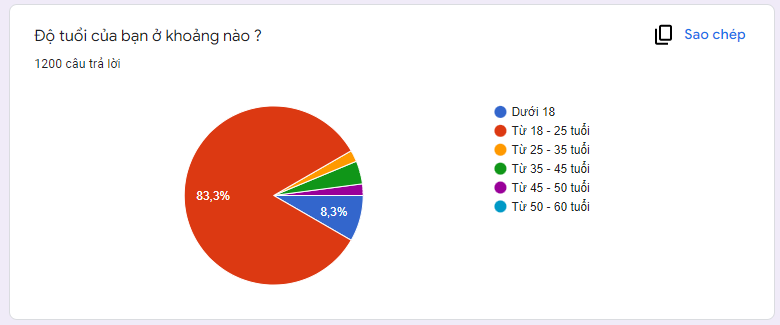 Độ tuổi của bạn ở khoảng nào ?
Sao chép
1200 câu trả lời
Dưới 18
Từ 18 - 25 tuổi
Từ 25 - 35 tuổi
Từ 35 - 45 tuổi
Từ 45 - 50 tuổi
Từ 50 - 60 tuổi
83,3%
8,3%